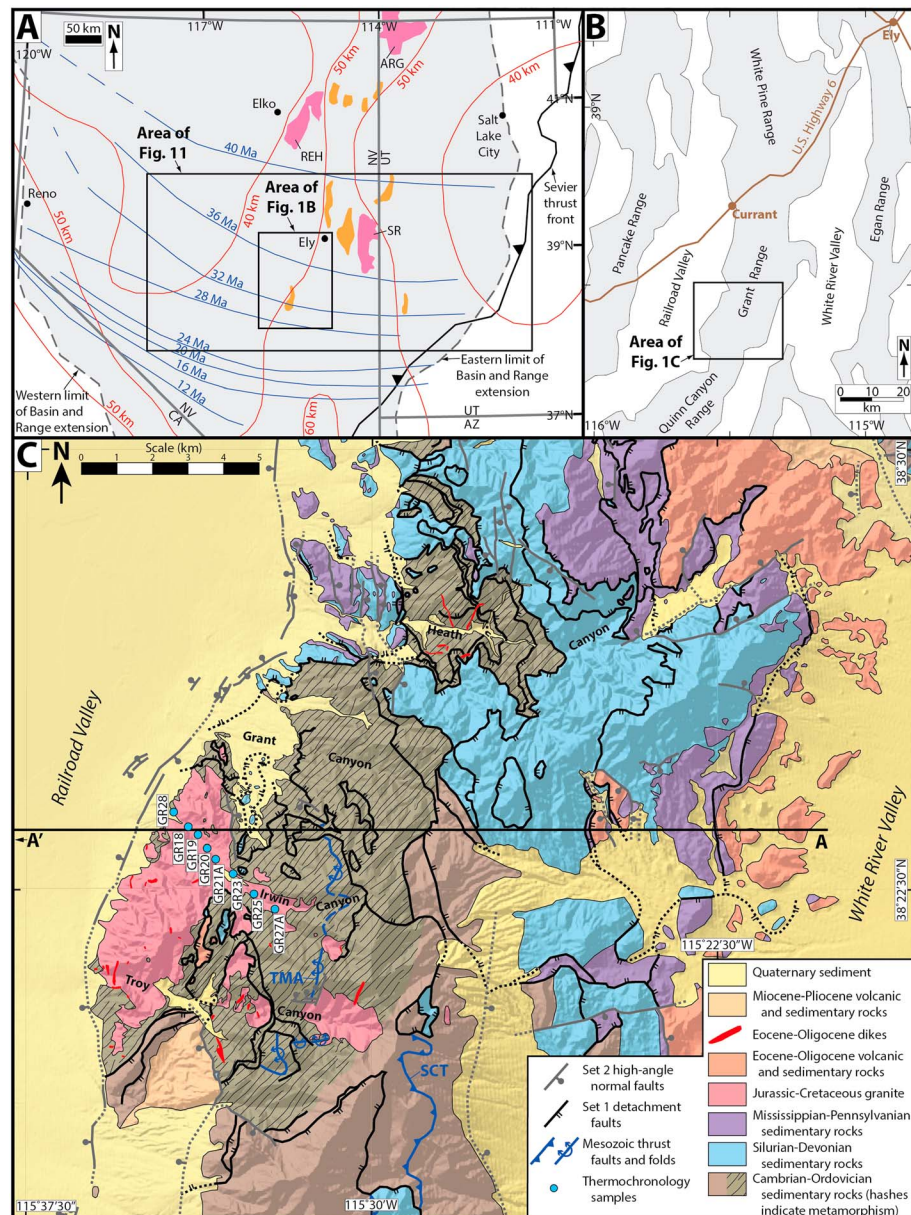 A
50 km
N
120°W
117°W
114°W
111°W
50 km
50 km
40 km
ARG
41°N
Elko
Salt
Lake
City
REH
NV
UT
Area of
Fig. 11
40 Ma
Reno
40 km
Area of
Fig. 1B
Sevier
thrust
front
50 km
36 Ma
Ely
SR
39°N
32 Ma
28 Ma
24 Ma
20 Ma
16 Ma
12 Ma
Western limit
of Basin and
Range extension
50 km
NV
CA
60 km
Eastern limit of
Basin and Range
extension
UT
AZ
37°N
B
Ely
39°N
White Pine
Range
U.S. Highway 6
Pancake Range
Currant
Railroad Valley
Grant Range
White River Valley
Egan Range
Area of
Fig. 1C
Quinn Canyon
Range
N
0 10 20
km
116°W
115°W
C
N
Scale (km)
0 1 2 3 4 5
38°30'N
Heath
Canyon
Railroad Valley
Grant
Canyon
GR28
GR18
GR19
GR20
GR21A
GR23
GR25
GR27A
A'
A
Irwin
Canyon
White River Valley
38°22'30"N
TMA
Troy
Canyon
SCT
115°22'30"W
115°37'30"W
115°30'W
Set 2 high-angle
normal faults
Set 1 detachment
faults
Mesozoic thrust
faults and folds
Thermochronology
samples
Quaternary sediment
Miocene-Pliocene volcanic
and sedimentary rocks
Eocene-Oligocene dikes
Eocene-Oligocene volcanic
and sedimentary rocks
Jurassic-Cretaceous granite
Mississippian-Pennsylvanian
sedimentary rocks
Silurian-Devonian
sedimentary rocks
Cambrian-Ordovician
sedimentary rocks (hashes
indicate metamorphism)